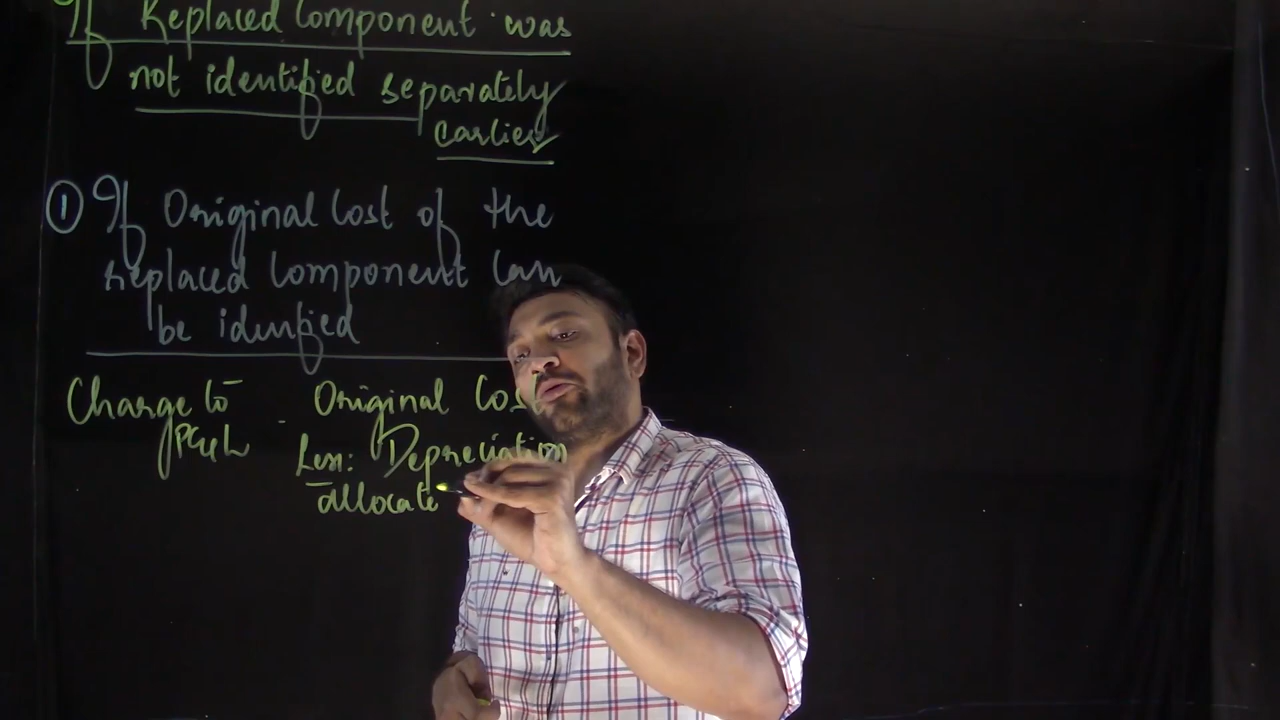 If Replaced Component was
not identified separately
earlier
① If Original Cost of the
Replaced Component Can
be idenfied
Charge to - Original Cost
P&L Less: Depreciation
allocate